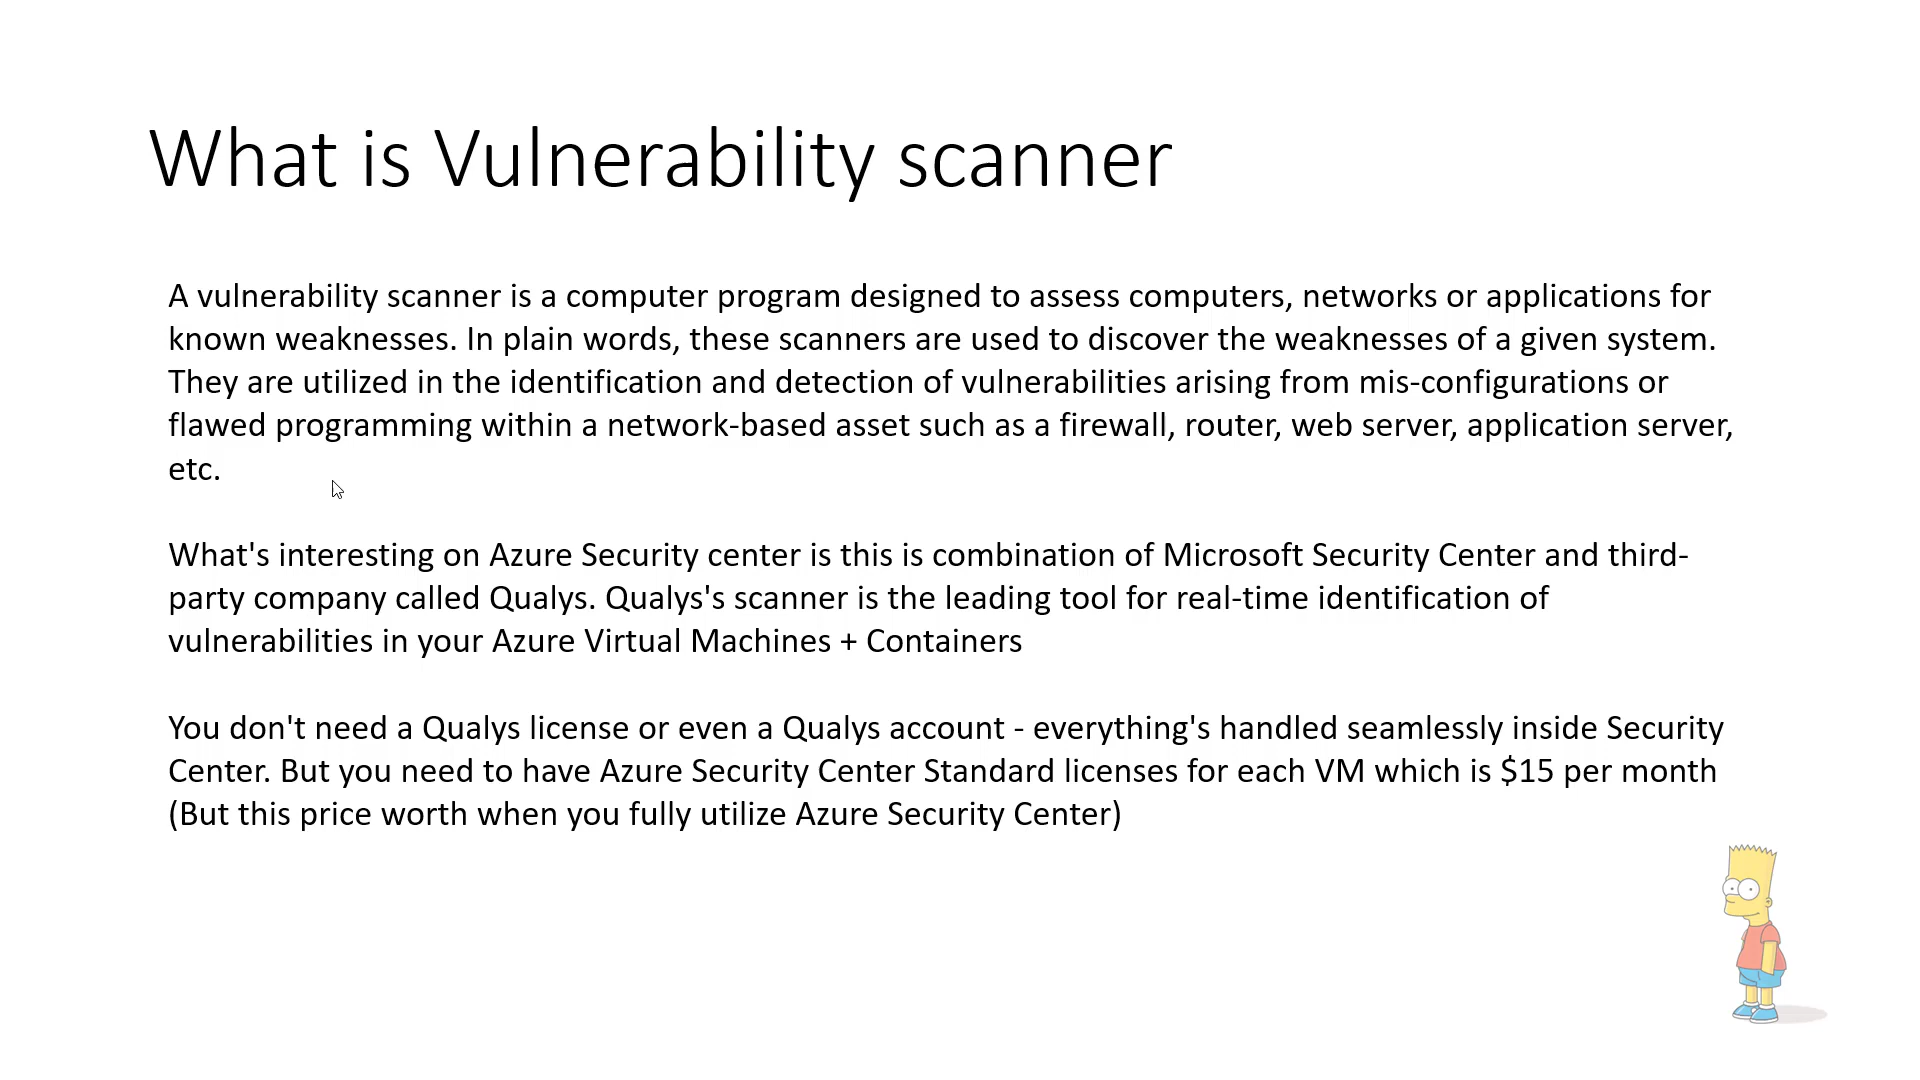 What is Vulnerability scanner
A vulnerability scanner is a computer program designed to assess computers, networks or applications for
known weaknesses. In plain words, these scanners are used to discover the weaknesses of a given system.
They are utilized in the identification and detection of vulnerabilities arising from mis-configurations or
flawed programming within a network-based asset such as a firewall, router, web server, application server,
etc.
What's interesting on Azure Security center is this is combination of Microsoft Security Center and third-
party company called Qualys. Qualys's scanner is the leading tool for real-time identification of
vulnerabilities in your Azure Virtual Machines + Containers
You don't need a Qualys license or even a Qualys account - everything's handled seamlessly inside Security
Center. But you need to have Azure Security Center Standard licenses for each VM which is $15 per month
(But this price worth when you fully utilize Azure Security Center)